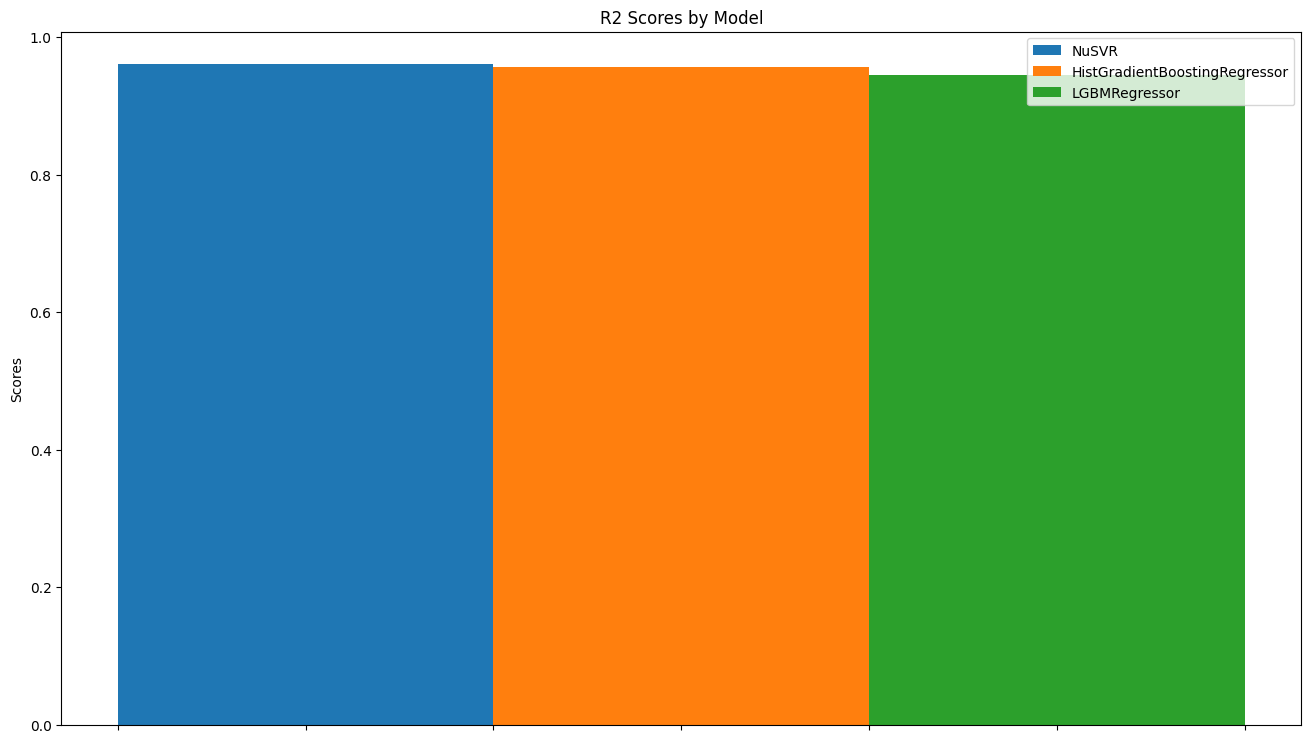 R2 Scores by Model
NuSVR
HistGradientBoostingRegressor
LGBMRegressor
1.0
0.8
0.6
0.4
0.2
0.0
Scores